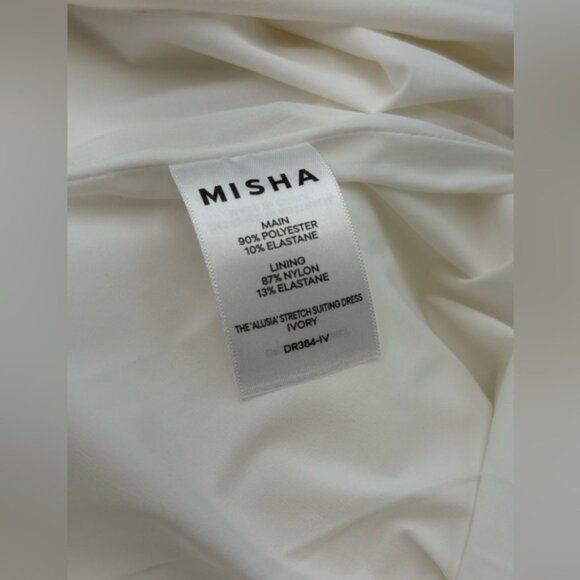 MISHA
MAIN
90% POLYESTER
10% ELASTANE
LINING
87% NYLON
13% ELASTANE
THE 'ALUSIA' STRETCH SUITING DRESS
IVORY
DR364-IV